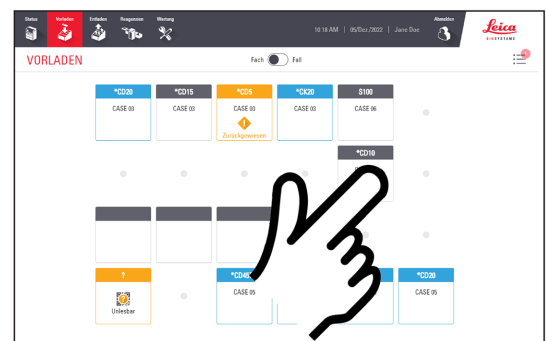 Status Vorladen Entladen Reagenzien Wartung Abmelden
10:18 AM | 05/Dez./2022 | Jane Doe
Leica
BIOSYSTEMS
VORLADEN Fach Fall
*CD20 *CD15 *CD5 *CK20 S100
CASE 03 CASE 03 CASE 03 CASE 03 CASE 06
Zurückgewiesen
*CD10
? *CD45 *CD20
CASE 05 CASE 05
Unlesbar